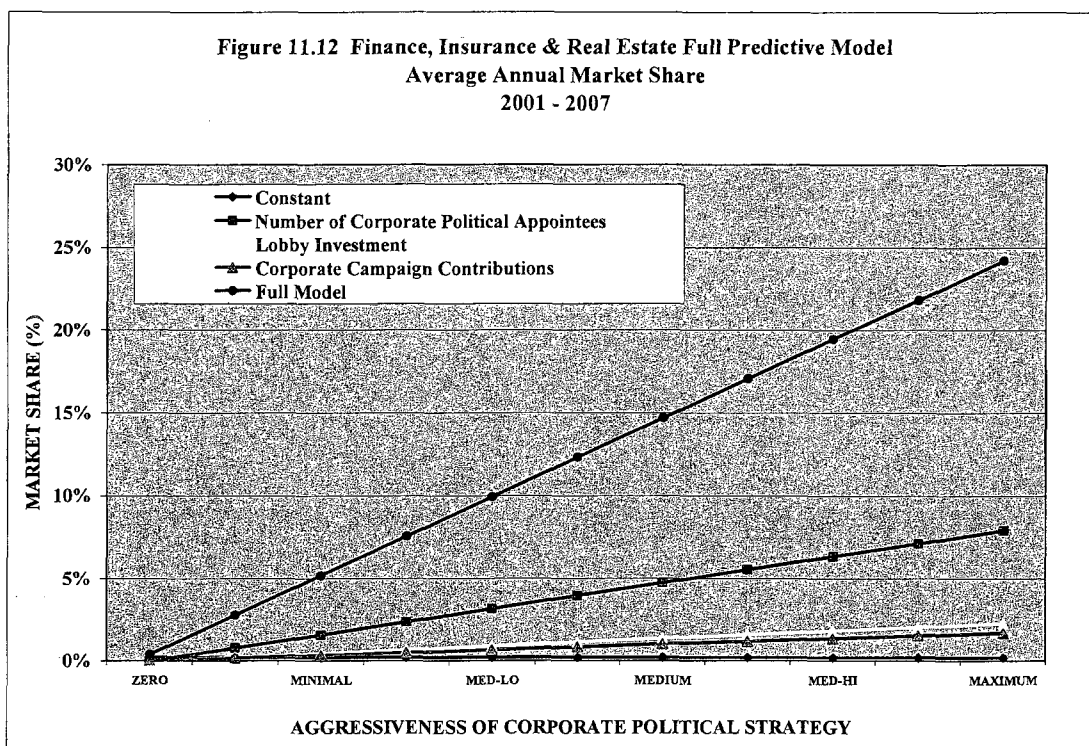 Figure 11.12 Finance, Insurance & Real Estate Full Predictive Model
Average Annual Market Share
2001 - 2007
30%
25%
20%
15%
10%
5%
0%
MARKET SHARE (%)
Constant
Number of Corporate Political Appointees
Lobby Investment
Corporate Campaign Contributions
Full Model
ZERO MINIMAL MED-LO MEDIUM MED-HI MAXIMUM
AGGRESSIVENESS OF CORPORATE POLITICAL STRATEGY